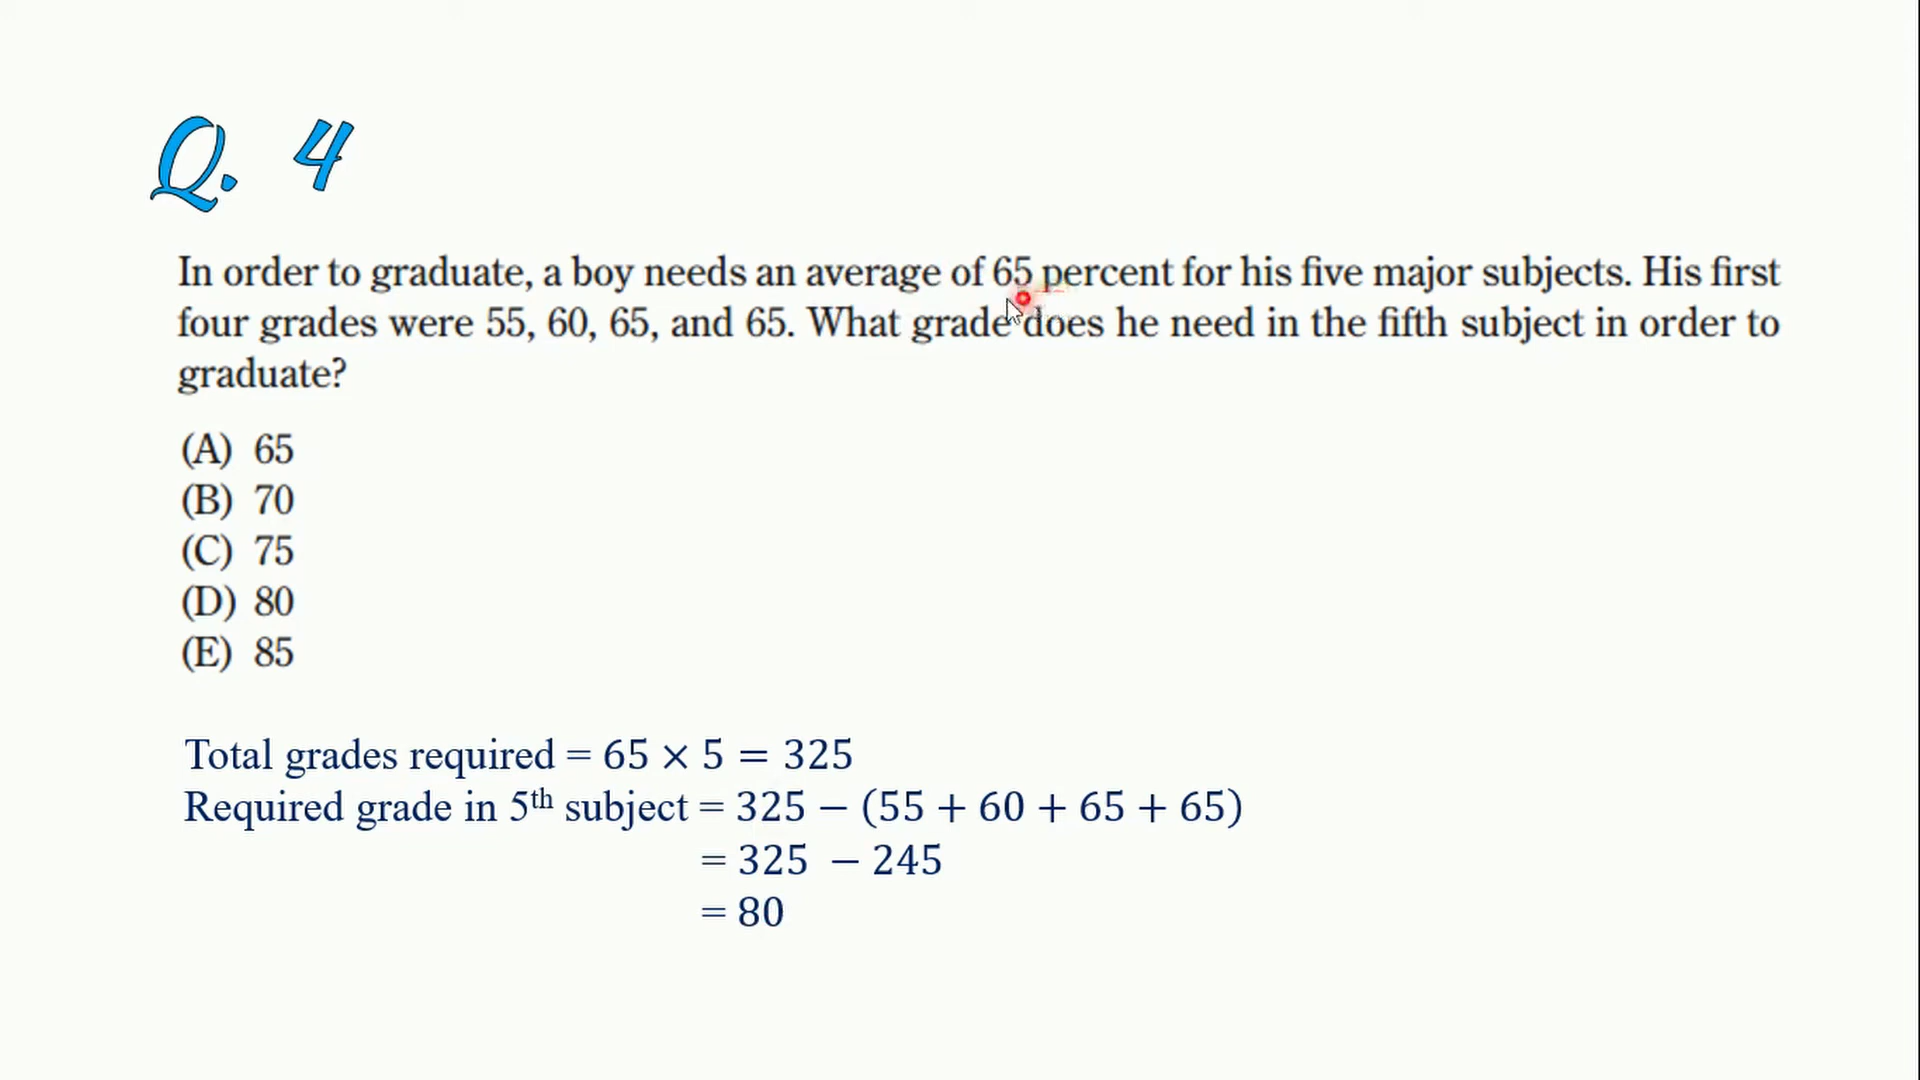 Q. 4
In order to graduate, a boy needs an average of 65 percent for his five major subjects. His first
four grades were 55, 60, 65, and 65. What grade does he need in the fifth subject in order to
graduate?
(A) 65
(B) 70
(C) 75
(D) 80
(E) 85
Total grades required = 65 × 5 = 325
Required grade in 5th subject = 325 − (55 + 60 + 65 + 65)
= 325 − 245
= 80